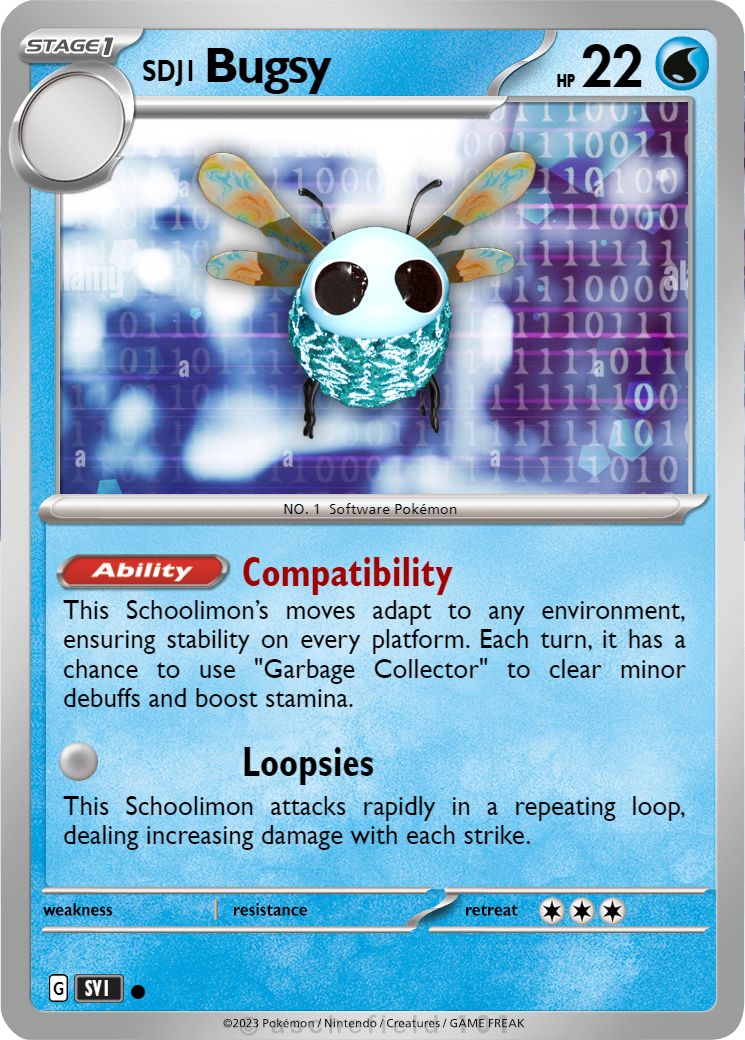 STAGE1
SDJI Bugsy
HP 22
alamy
a
NO. 1 Software Pokémon
Ability Compatibility
This Schoolimon's moves adapt to any environment,
ensuring stability on every platform. Each turn, it has a
chance to use "Garbage Collector" to clear minor
debuffs and boost stamina.
Loopsies
This Schoolimon attacks rapidly in a repeating loop,
dealing increasing damage with each strike.
weakness | resistance retreat
G SVI
©2023 Pokémon / Nintendo / Creatures / GAME FREAK